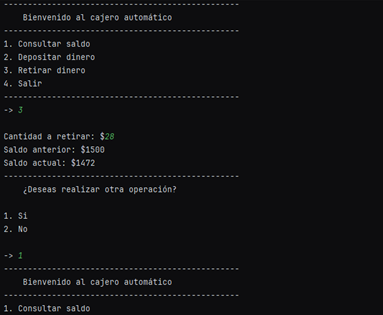 ------------------------------------------------
Bienvenido al cajero automático
------------------------------------------------
1. Consultar saldo
2. Depositar dinero
3. Retirar dinero
4. Salir
------------------------------------------------
-> 3
Cantidad a retirar: $28
Saldo anterior: $1500
Saldo actual: $1472
------------------------------------------------
¿Deseas realizar otra operación?
1. Si
2. No
-> 1
------------------------------------------------
Bienvenido al cajero automático
------------------------------------------------
1. Consultar saldo